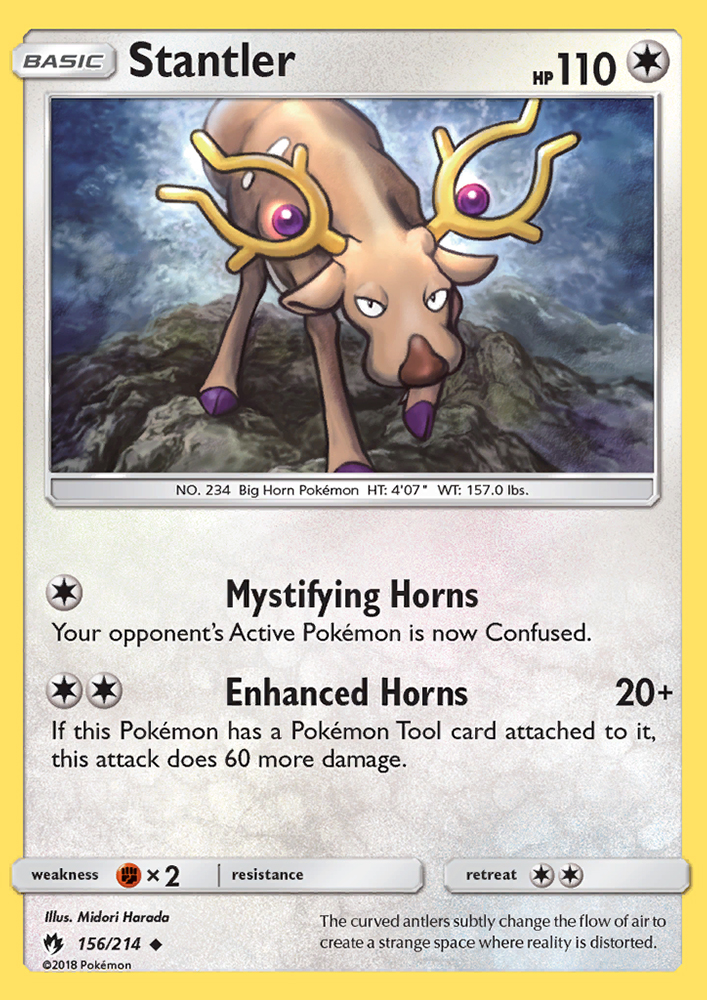 BASIC Stantler HP 110
NO. 234 Big Horn Pokémon HT: 4'07" WT: 157.0 lbs.
Mystifying Horns
Your opponent's Active Pokémon is now Confused.
Enhanced Horns 20+
If this Pokémon has a Pokémon Tool card attached to it,
this attack does 60 more damage.
weakness ×2 resistance retreat
Illus. Midori Harada
156/214
©2018 Pokémon
The curved antlers subtly change the flow of air to
create a strange space where reality is distorted.